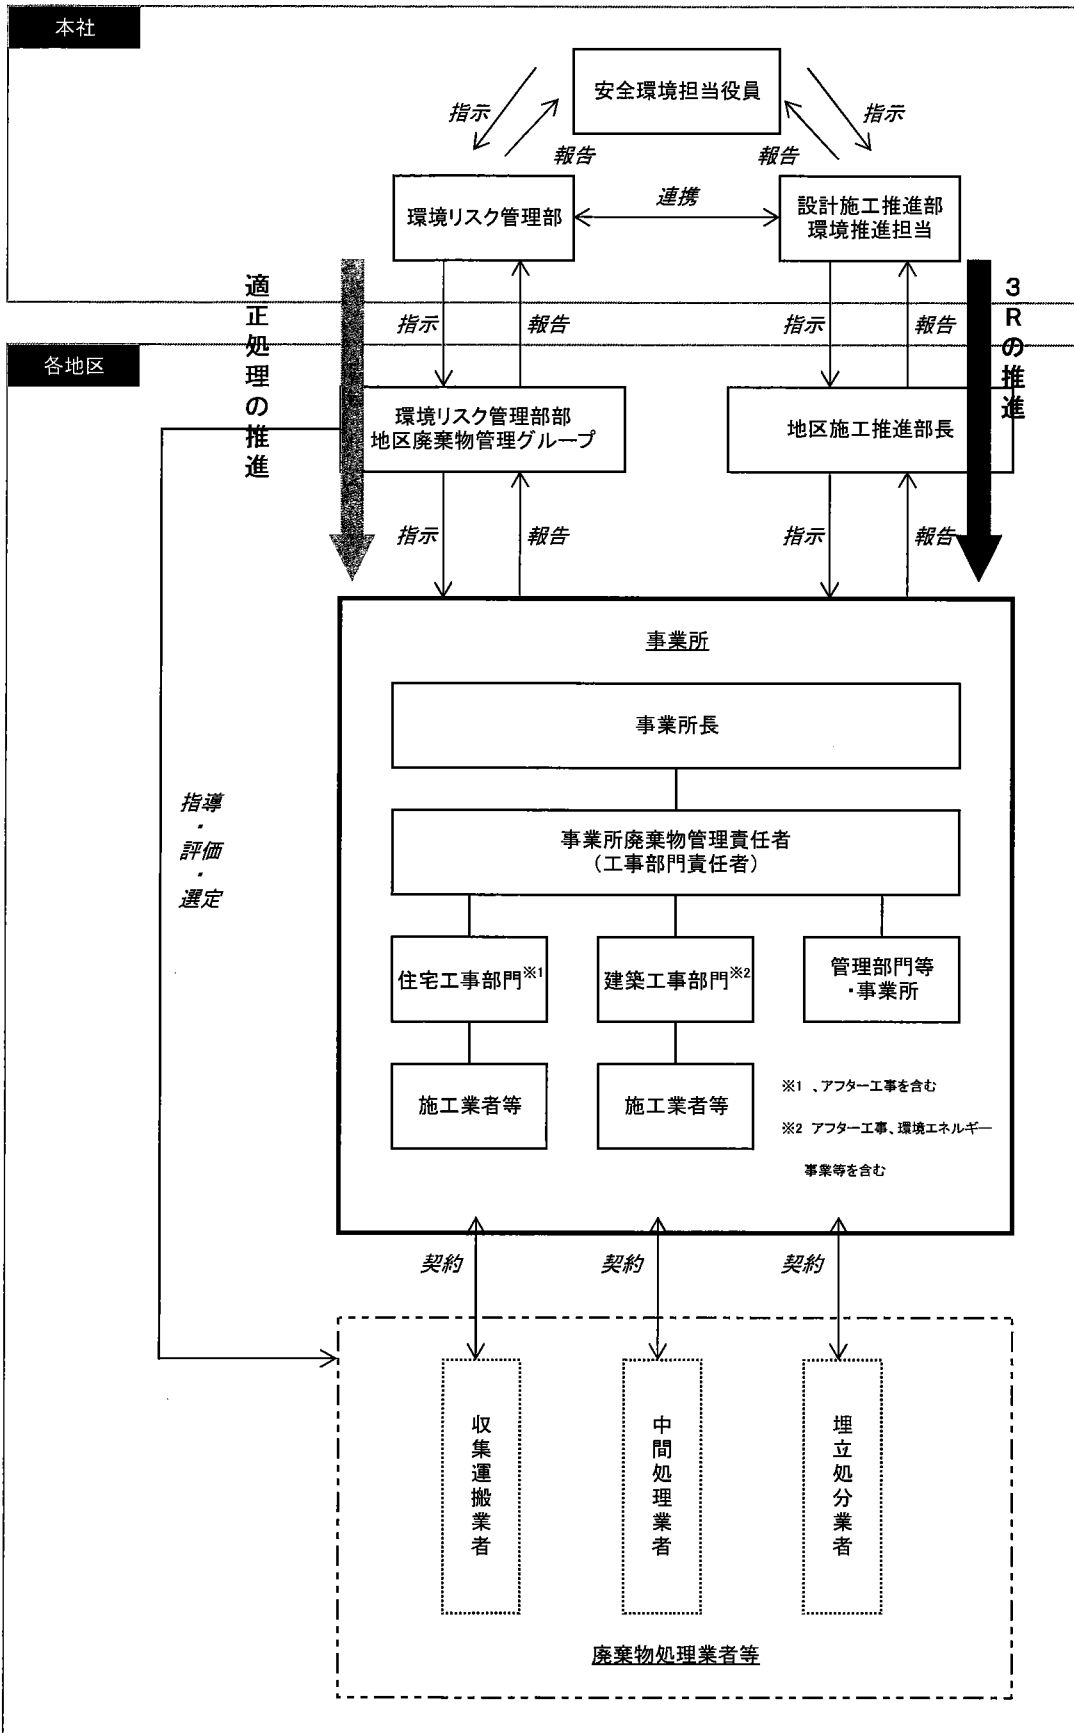 本社
安全環境担当役員
指示
報告
報告
指示
環境リスク管理部
連携
設計施工推進部
環境推進担当
適正処理の推進
指示
報告
指示
報告
3Rの推進
各地区
環境リスク管理部部
地区廃棄物管理グループ
地区施工推進部長
指示
報告
指示
報告
事業所
事業所長
指導
・
評価
・
選定
事業所廃棄物管理責任者
(工事部門責任者)
住宅工事部門※1
建築工事部門※2
管理部門等
・事業所
施工業者等
施工業者等
※1 、アフター工事を含む
※2 アフター工事、環境エネルギー
事業等を含む
契約
契約
契約
収集運搬業者
中間処理業者
埋立処分業者
廃棄物処理業者等